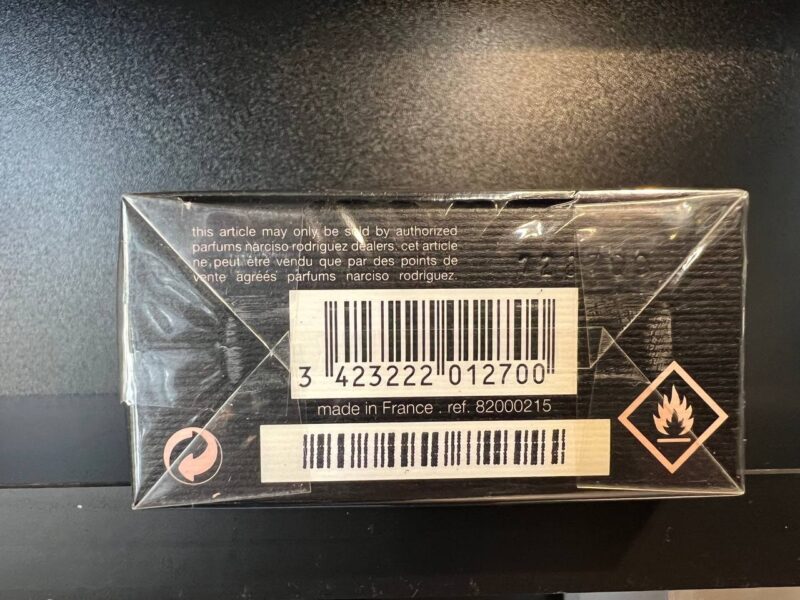 this article may only be sold by authorized
parfums narciso rodriguez dealers. cet article
ne peut être vendu que par des points de
vente agréés parfums narciso rodriguez.
3 423222 012700
made in France . ref. 82000215